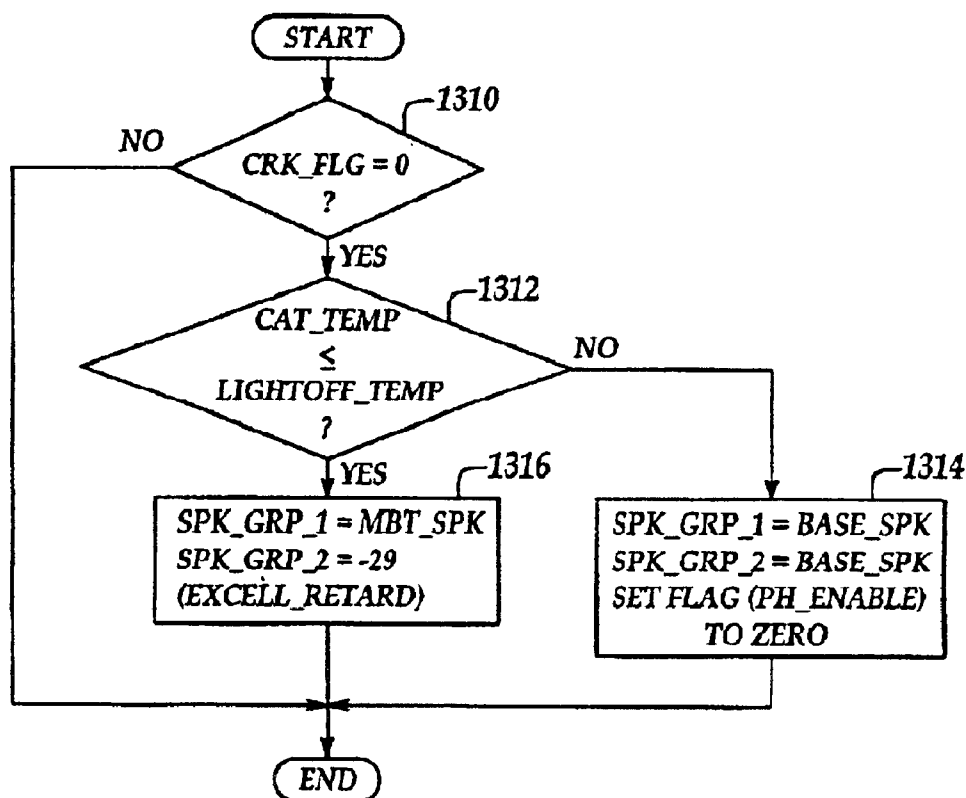 START
1310
NO
CRK_FLG = 0
?
YES
1312
CAT_TEMP
≤
LIGHTOFF_TEMP
?
NO
YES
1316
1314
SPK_GRP_1 = MBT_SPK
SPK_GRP_2 = -29
(EXCELL_RETARD)
SPK_GRP_1 = BASE_SPK
SPK_GRP_2 = BASE_SPK
SET FLAG (PH_ENABLE)
TO ZERO
END